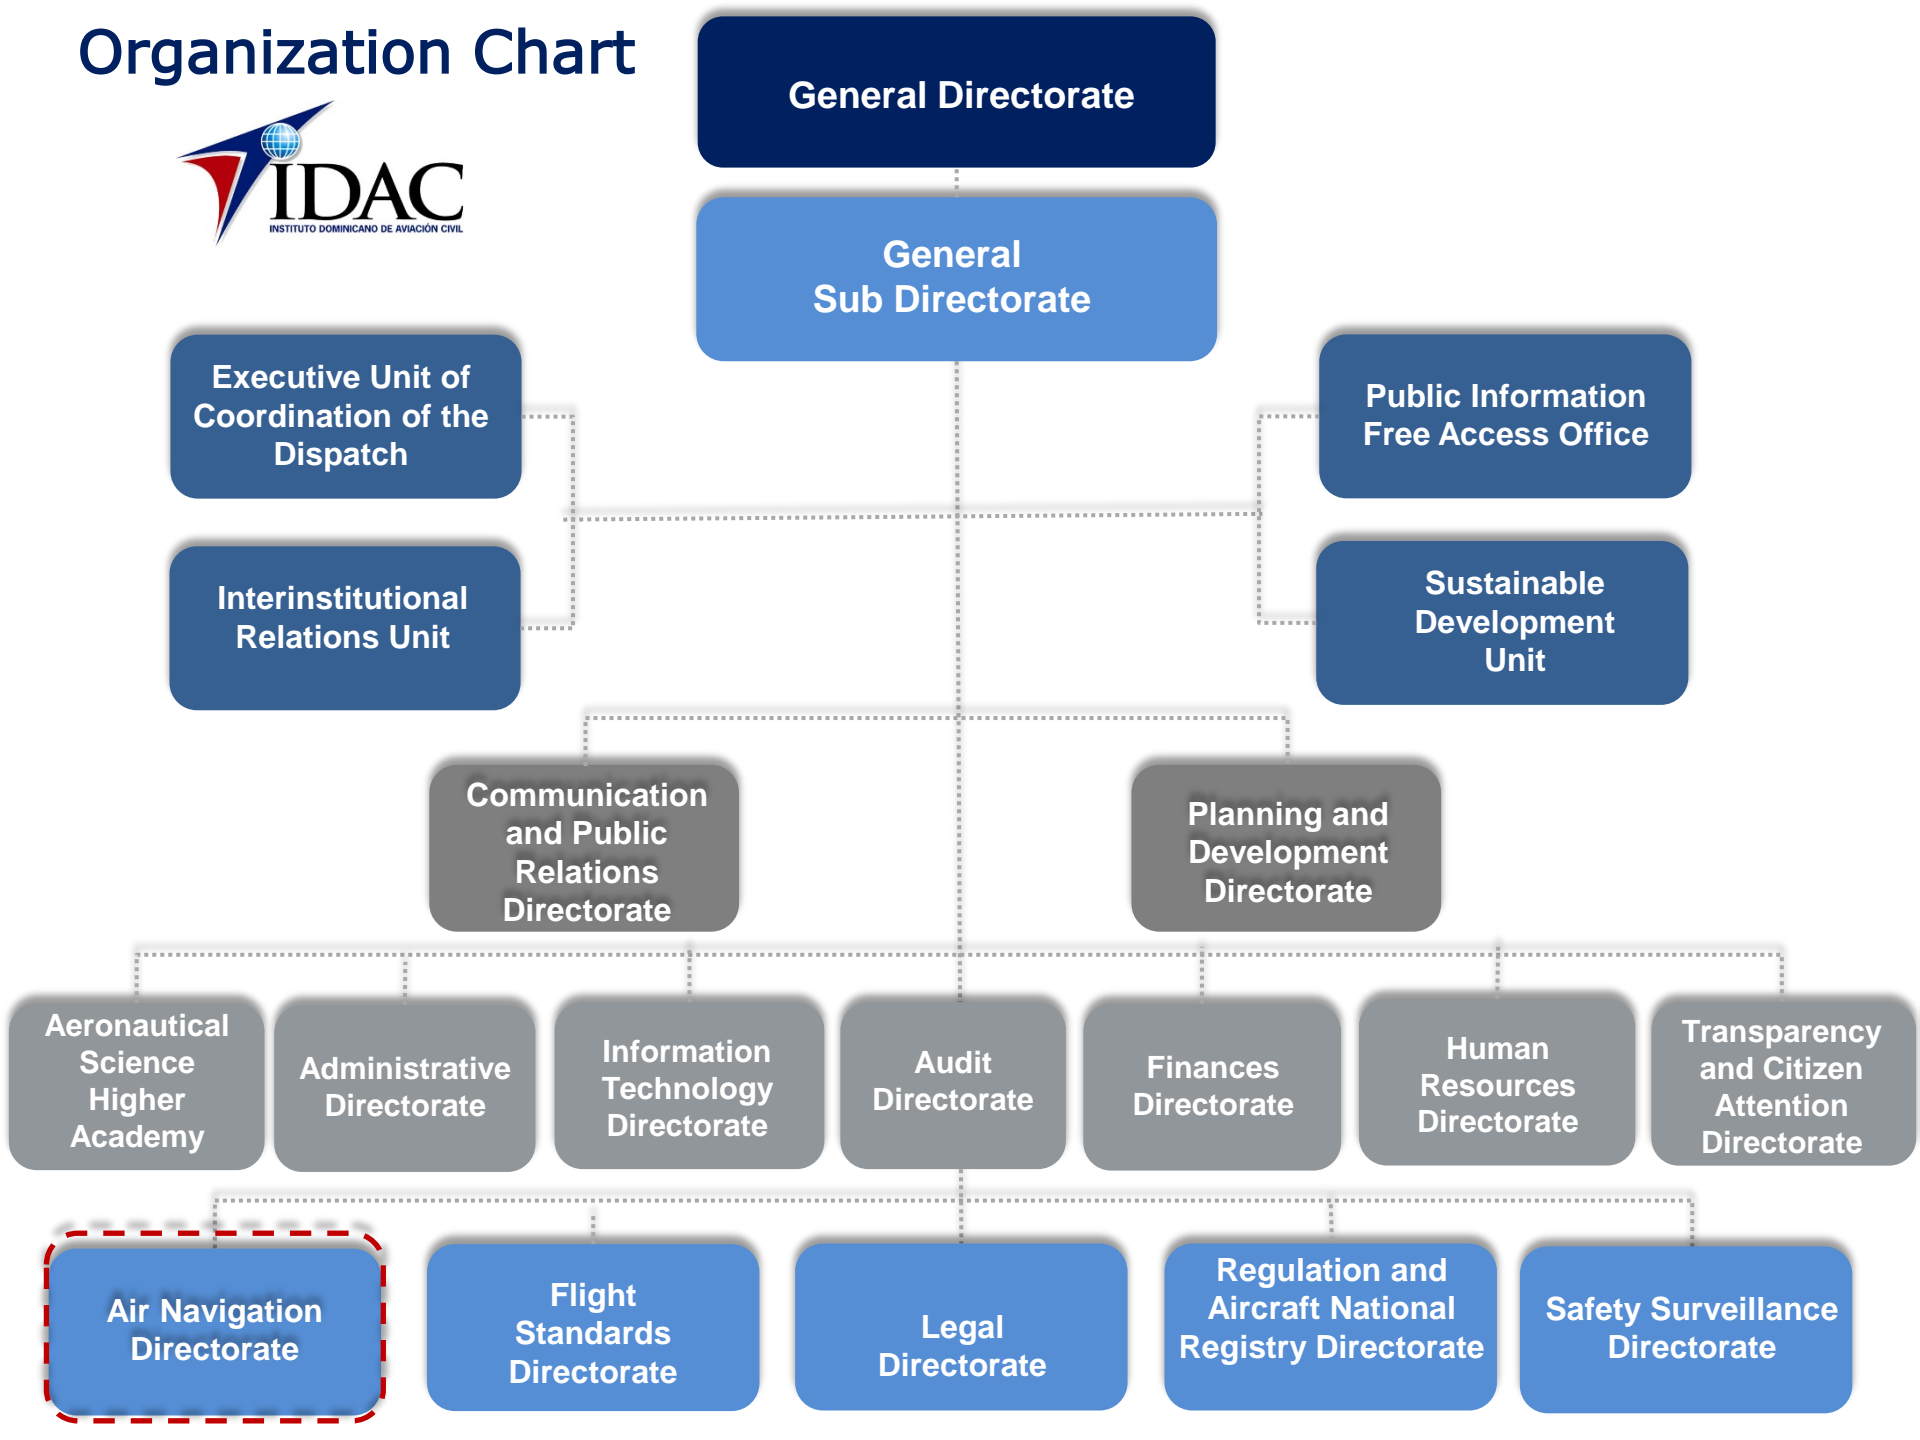 Organization Chart
IDAC
INSTITUTO DOMINICANO DE AVIACIÓN CIVIL
General Directorate
General
Sub Directorate
Executive Unit of
Coordination of the
Dispatch
Public Information
Free Access Office
Interinstitutional
Relations Unit
Sustainable
Development
Unit
Communication
and Public
Relations
Directorate
Planning and
Development
Directorate
Aeronautical
Science
Higher
Academy
Administrative
Directorate
Information
Technology
Directorate
Audit
Directorate
Finances
Directorate
Human
Resources
Directorate
Transparency
and Citizen
Attention
Directorate
Air Navigation
Directorate
Flight
Standards
Directorate
Legal
Directorate
Regulation and
Aircraft National
Registry Directorate
Safety Surveillance
Directorate